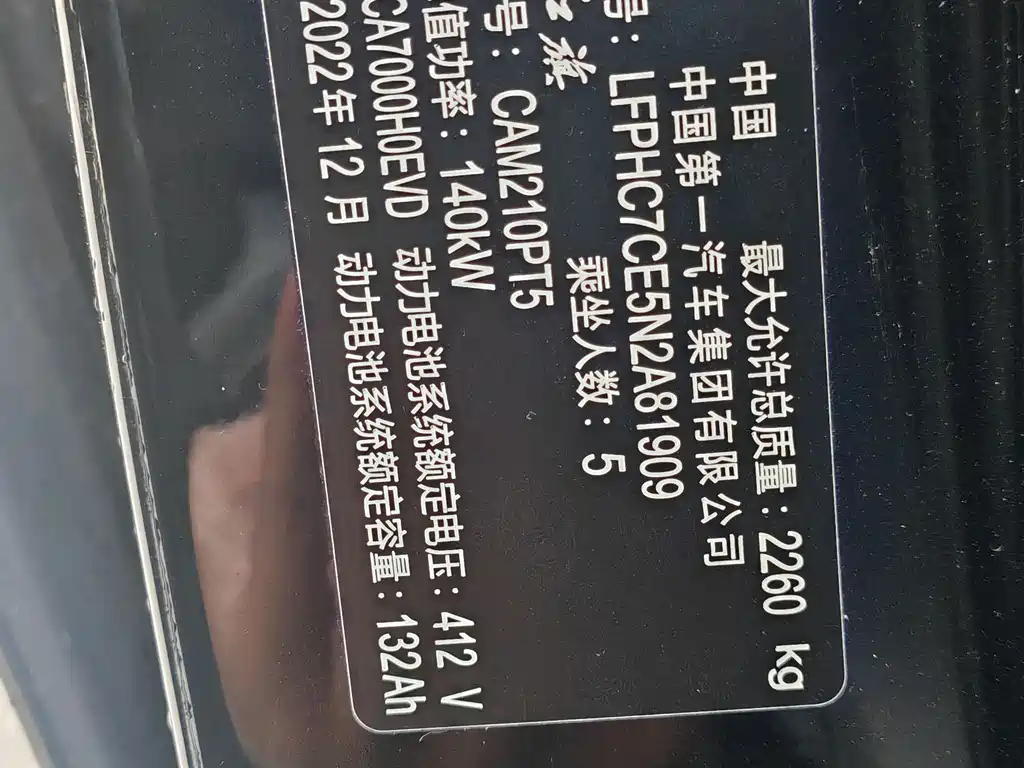 中国 最大允许总质量：2260 kg
中国第一汽车集团有限公司
号：LFPHC7CE5N2A81909
旗 乘坐人数：5
号：CAM210PT5
值功率：140kW 动力电池系统额定电压：412 V
CA7000H0EVD 动力电池系统额定容量：132Ah
2022年12月